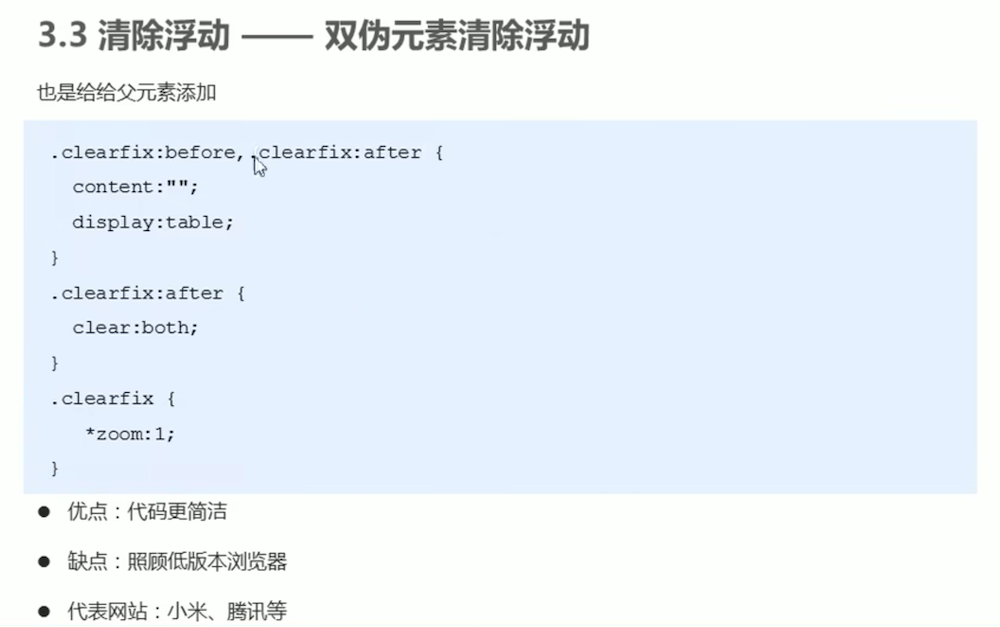 3.3 清除浮动 —— 双伪元素清除浮动
也是给给父元素添加
.clearfix:before,.clearfix:after {
content:"";
display:table;
}
.clearfix:after {
clear:both;
}
.clearfix {
*zoom:1;
}
● 优点：代码更简洁
● 缺点：照顾低版本浏览器
● 代表网站：小米、腾讯等